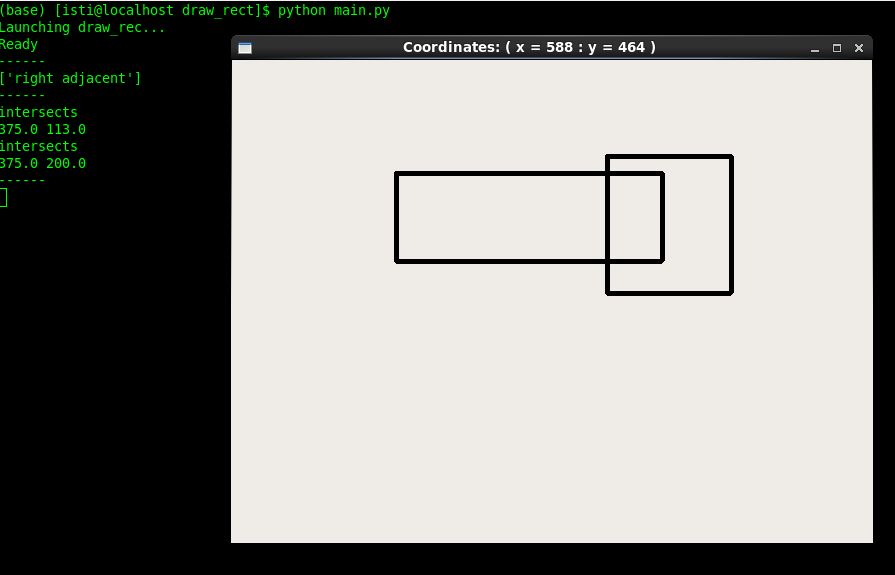 (base) [isti@localhost draw_rect]$ python main.py
Launching draw_rec...
Ready
------
['right adjacent']
------
intersects
375.0 113.0
intersects
375.0 200.0
------
Coordinates: ( x = 588 : y = 464 )